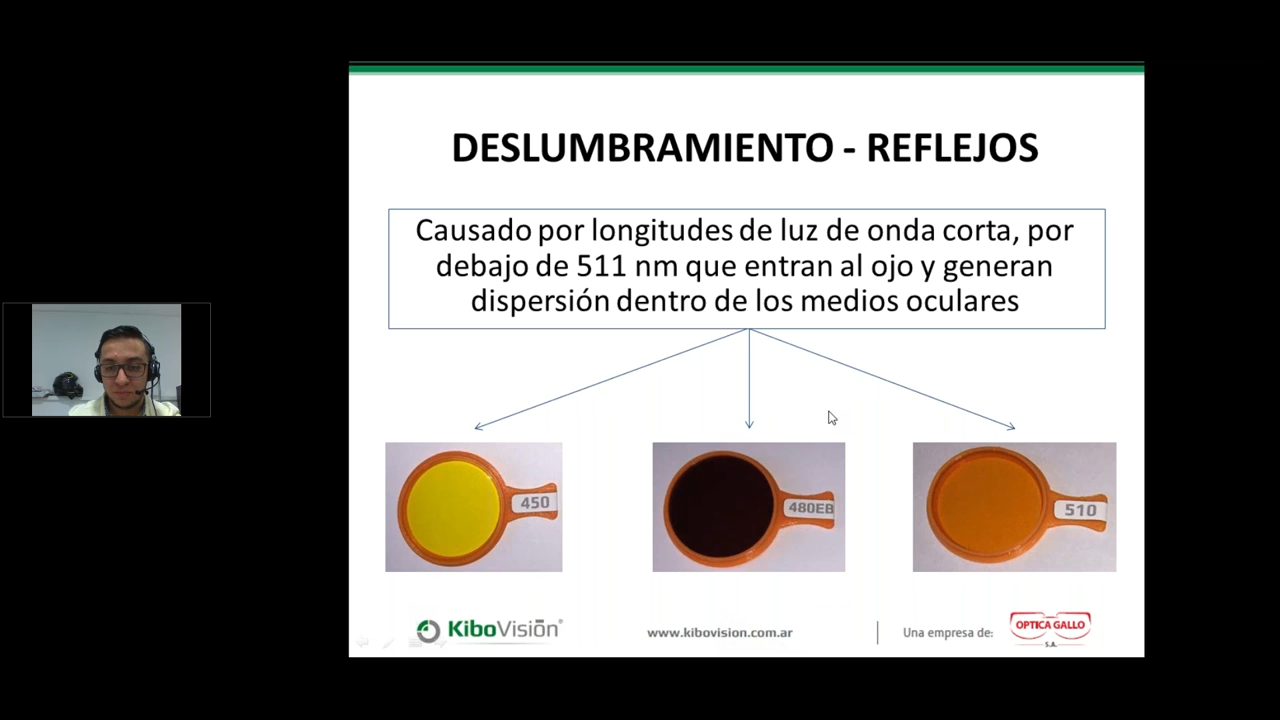 DESLUMBRAMIENTO - REFLEJOS
Causado por longitudes de luz de onda corta, por
debajo de 511 nm que entran al ojo y generan
dispersión dentro de los medios oculares
450
480EB
510
KiboVisiōn®
www.kibovision.com.ar
Una empresa de:
OPTICA GALLO
S.A.